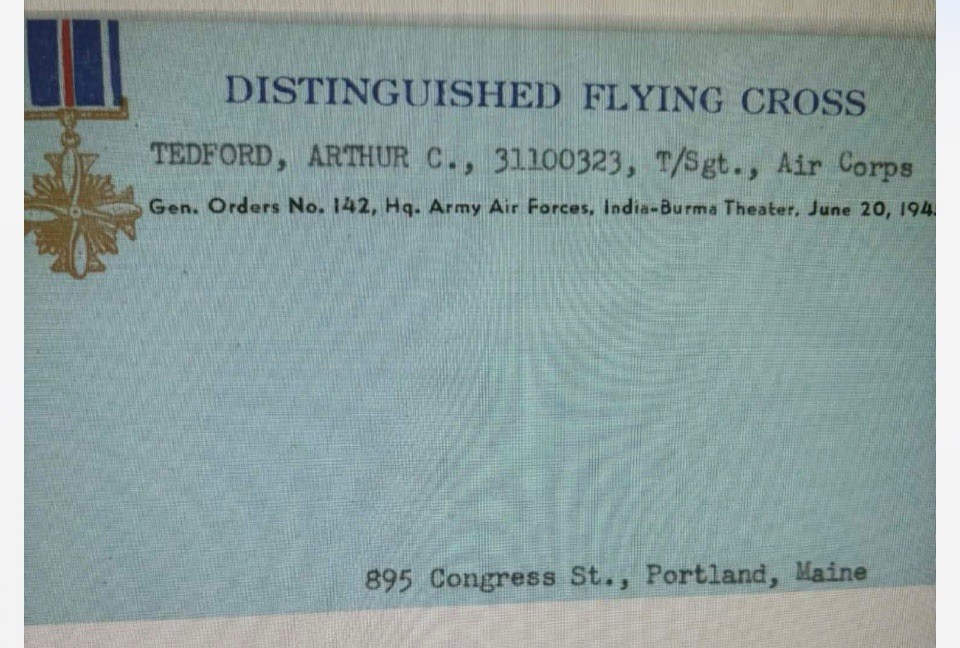 DISTINGUISHED FLYING CROSS
TEDFORD, ARTHUR C., 31100323, T/Sgt., Air Corps
Gen. Orders No. 142, Hq. Army Air Forces, India-Burma Theater, June 20, 194
895 Congress St., Portland, Maine